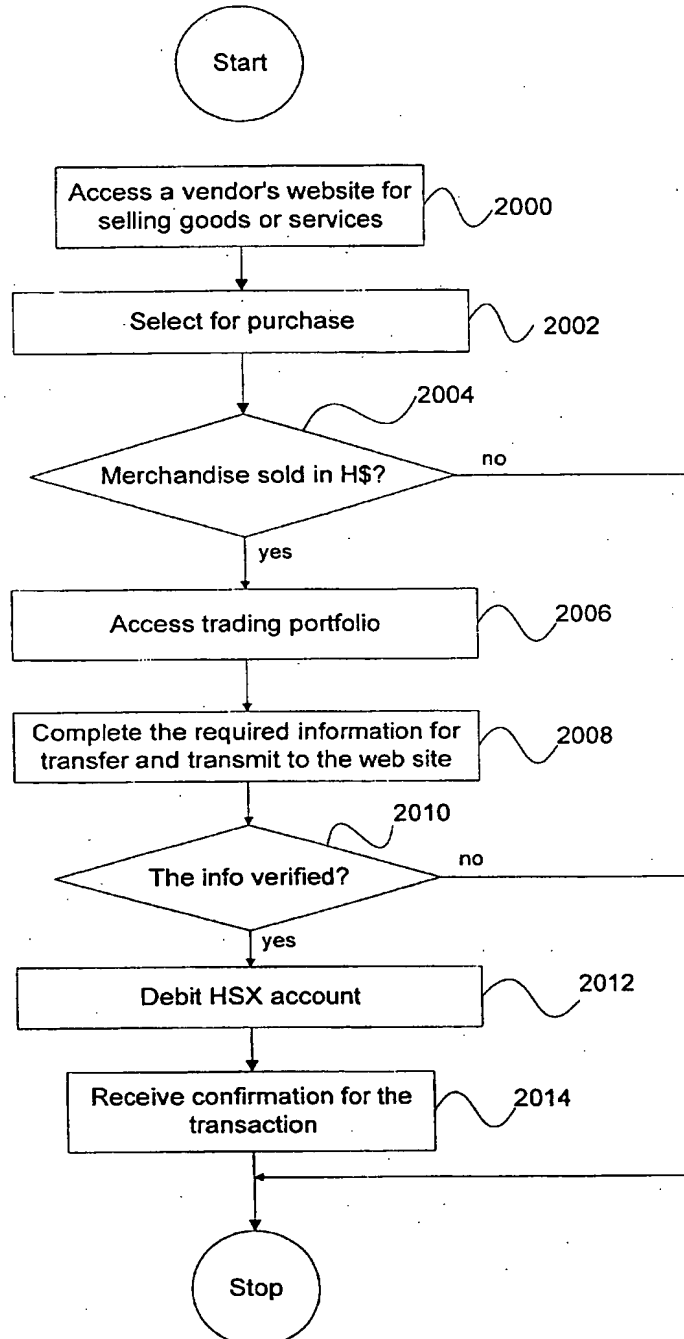 Start
Access a vendor's website for
selling goods or services
2000
Select for purchase
2002
2004
Merchandise sold in H$?
no
yes
Access trading portfolio
2006
Complete the required information for
transfer and transmit to the web site
2008
2010
The info verified?
no
yes
Debit HSX account
2012
Receive confirmation for the
transaction
2014
Stop